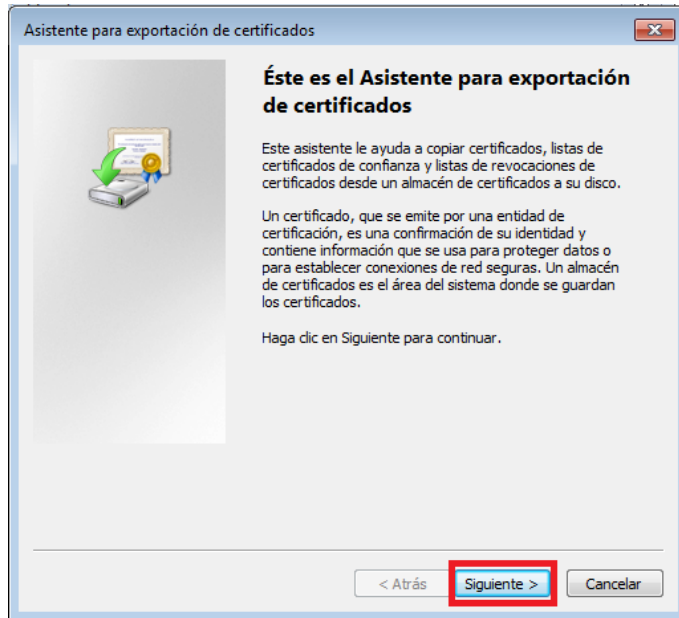 Asistente para exportación de certificados
Éste es el Asistente para exportación
de certificados
Este asistente le ayuda a copiar certificados, listas de
certificados de confianza y listas de revocaciones de
certificados desde un almacén de certificados a su disco.
Un certificado, que se emite por una entidad de
certificación, es una confirmación de su identidad y
contiene información que se usa para proteger datos o
para establecer conexiones de red seguras. Un almacén
de certificados es el área del sistema donde se guardan
los certificados.
Haga clic en Siguiente para continuar.
< Atrás Siguiente > Cancelar